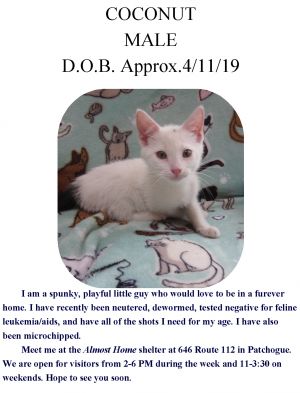 COCONUT
MALE
D.O.B. Approx.4/11/19
I am a spunky, playful little guy who would love to be in a furever
home. I have recently been neutered, dewormed, tested negative for feline
leukemia/aids, and have all of the shots I need for my age. I have also
been microchipped.
Meet me at the Almost Home shelter at 646 Route 112 in Patchogue.
We are open for visitors from 2-6 PM during the week and 11-3:30 on
weekends. Hope to see you soon.